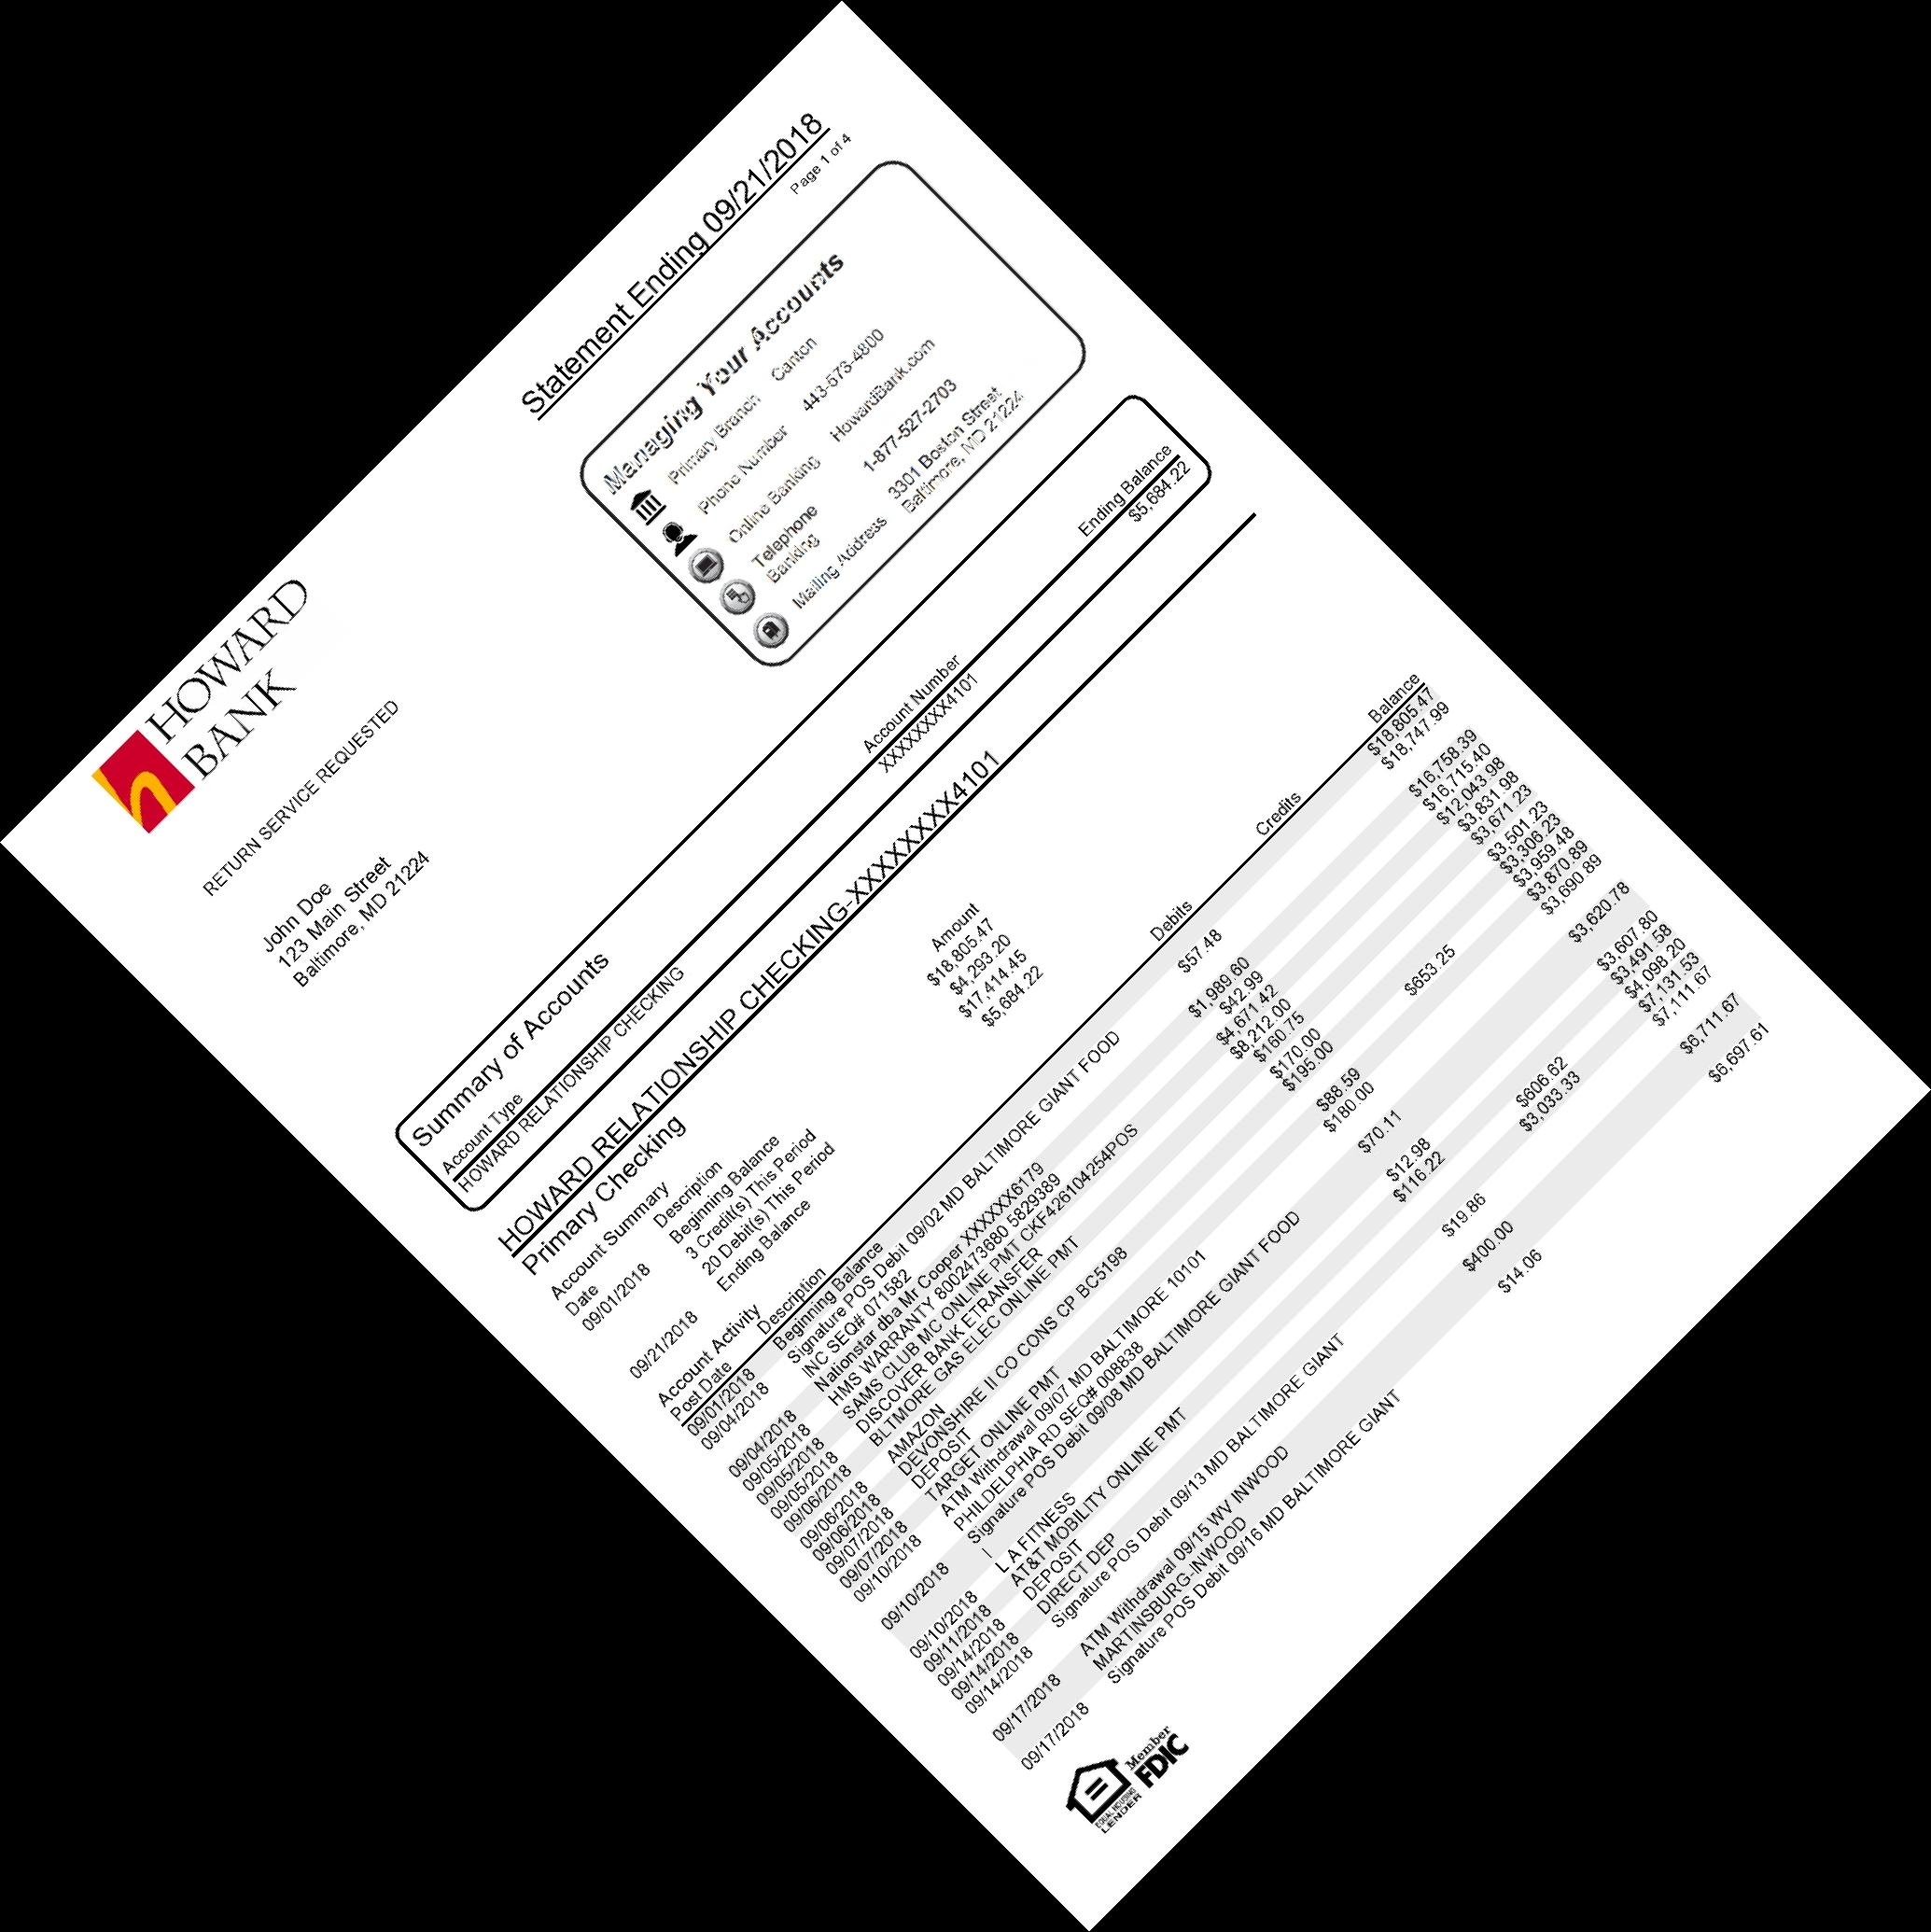 HOWARD
BANK
RETURN SERVICE REQUESTED
John Doe
123 Main Street
Baltimore, MD 21224
Statement Ending 09/21/2018
Page 1 of 4
Managing Your Accounts
Primary Branch Canton
Phone Number 443-573-4800
Online Banking HowardBank.com
Telephone Banking 1-877-527-2703
Mailing Address 3301 Boston Street
Baltimore, MD 21224
Summary of Accounts
Account Type Account Number Ending Balance
HOWARD RELATIONSHIP CHECKING XXXXXXXX4101 $5,684.22
HOWARD RELATIONSHIP CHECKING-XXXXXXXX4101
Primary Checking
Account Summary
Date Description Amount
09/01/2018 Beginning Balance $18,805.47
3 Credit(s) This Period $4,293.20
20 Debit(s) This Period $17,414.45
09/21/2018 Ending Balance $5,684.22
Account Activity
Post Date Description Debits Credits Balance
09/01/2018 Beginning Balance $18,805.47
09/04/2018 Signature POS Debit 09/02 MD BALTIMORE GIANT FOOD $57.48 $18,747.99
INC SEQ# 071582
09/04/2018 Nationstar dba Mr Cooper XXXXXX6179 $1,989.60 $16,758.39
09/05/2018 HMS WARRANTY 8002473680 5829389 $42.99 $16,715.40
09/05/2018 SAMS CLUB MC ONLINE PMT CKF426104254POS $4,671.42 $12,043.98
09/05/2018 DISCOVER BANK ETRANSFER $8,212.00 $3,831.98
09/06/2018 BLTMORE GAS ELEC ONLINE PMT $160.75 $3,671.23
09/06/2018 AMAZON $170.00 $3,501.23
09/06/2018 DEVONSHIRE II CO CONS CP BC5198 $195.00 $3,306.23
09/07/2018 DEPOSIT $653.25 $3,959.48
09/07/2018 TARGET ONLINE PMT $88.59 $3,870.89
09/10/2018 ATM Withdrawal 09/07 MD BALTIMORE 10101 $180.00 $3,690.89
PHILDELPHIA RD SEQ# 008838
09/10/2018 Signature POS Debit 09/08 MD BALTIMORE GIANT FOOD $70.11 $3,620.78
I
09/10/2018 L A FITNESS $12.98 $3,607.80
09/11/2018 AT&T MOBILITY ONLINE PMT $116.22 $3,491.58
09/14/2018 DEPOSIT $606.62 $4,098.20
09/14/2018 DIRECT DEP $3,033.33 $7,131.53
09/14/2018 Signature POS Debit 09/13 MD BALTIMORE GIANT $19.86 $7,111.67
09/17/2018 ATM Withdrawal 09/15 WV INWOOD $400.00 $6,711.67
MARTINSBURG-INWOOD
09/17/2018 Signature POS Debit 09/16 MD BALTIMORE GIANT $14.06 $6,697.61
EQUAL HOUSING
LENDER
Member
FDIC